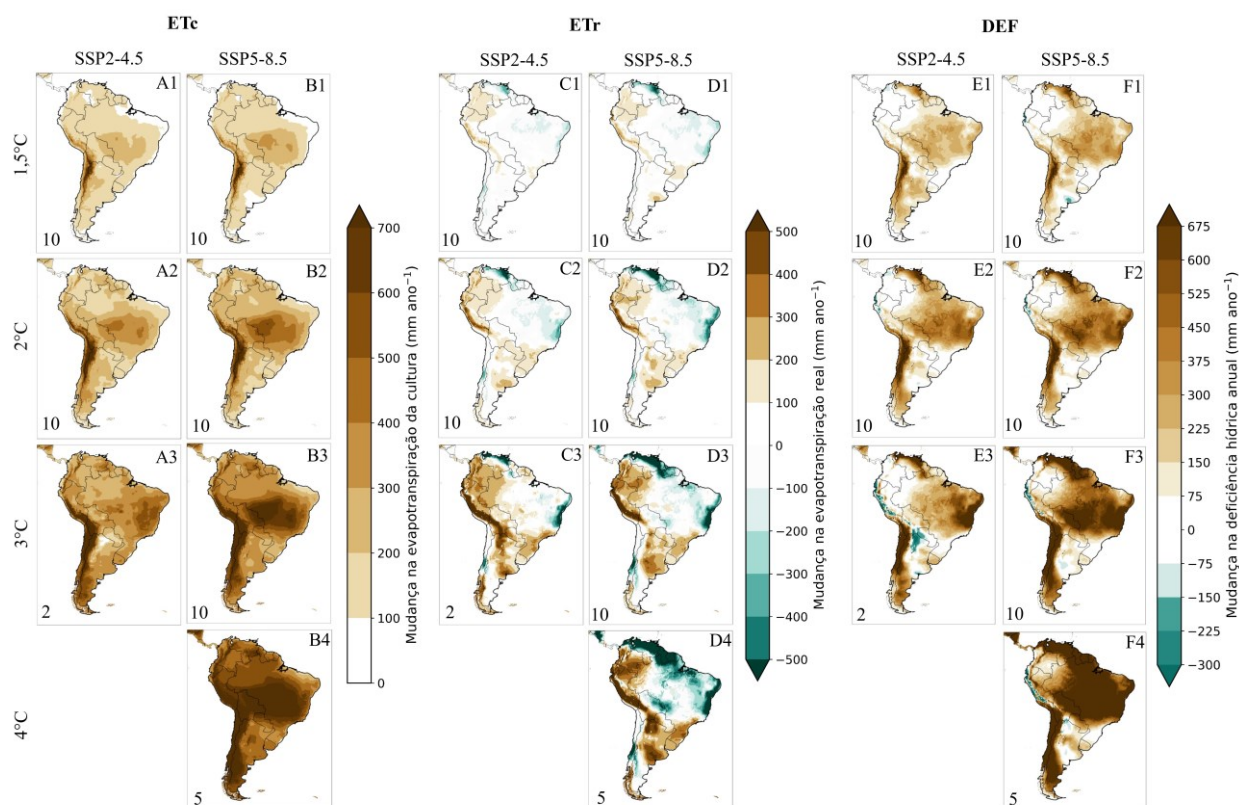 ETc ETr DEF
SSP2-4.5 SSP5-8.5 SSP2-4.5 SSP5-8.5 SSP2-4.5 SSP5-8.5
1,5°C
A1 B1 C1 D1 E1 F1
10 10 10 10 10 10
2°C
A2 B2 C2 D2 E2 F2
10 10 10 10 10 10
3°C
A3 B3 C3 D3 E3 F3
2 10 2 10 2 10
4°C
B4 D4 F4
5 5 5
700
600
500
400
300
200
100
0
Mudança na evapotranspiração da cultura (mm ano⁻¹)
500
400
300
200
100
0
−100
−200
−300
−400
−500
Mudança na evapotranspiração real (mm ano⁻¹)
675
600
525
450
375
300
225
150
75
0
−75
−150
−225
−300
Mudança na deficiência hídrica anual (mm ano⁻¹)